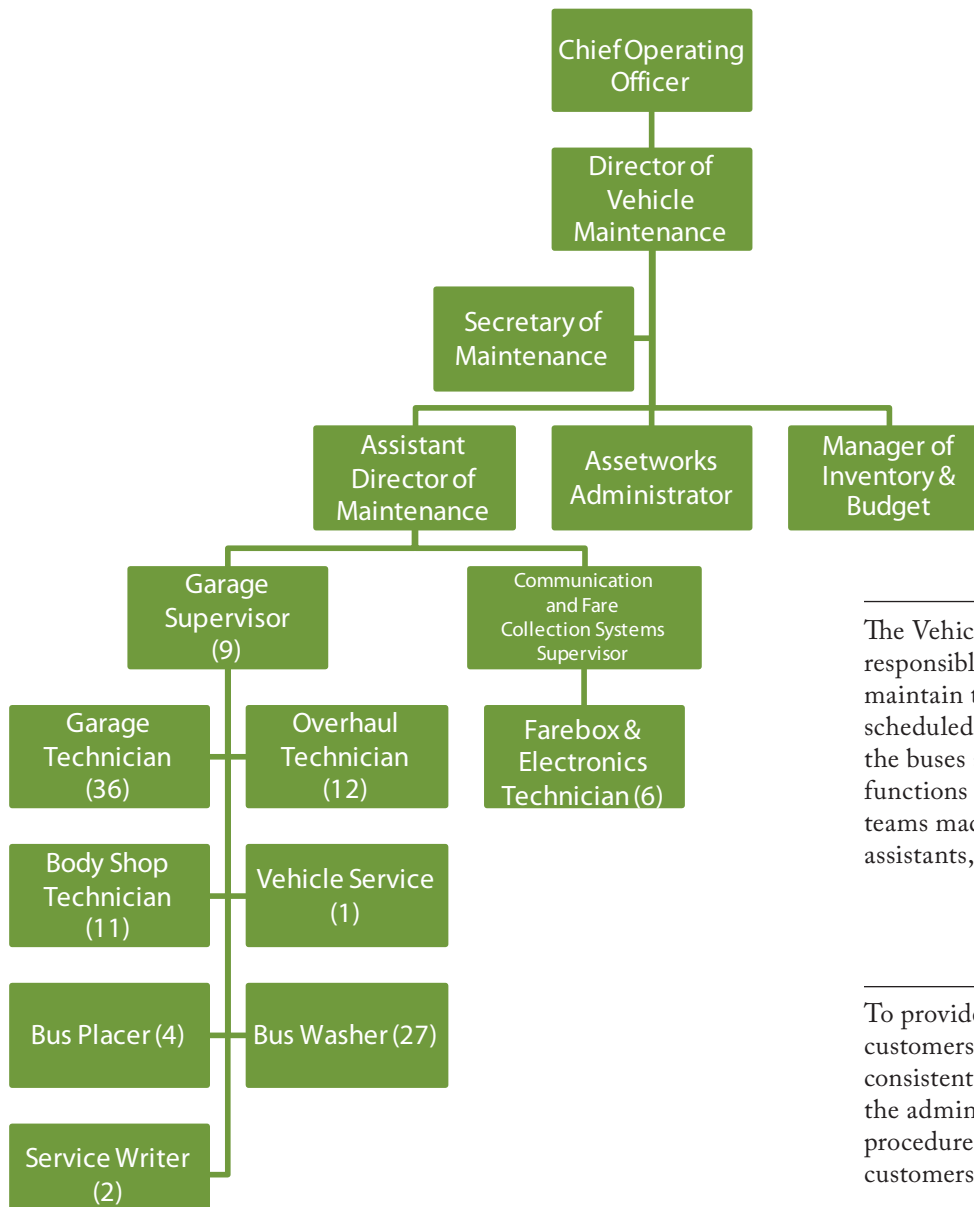 Chief Operating
Officer
Director of
Vehicle
Maintenance
Secretary of
Maintenance
Assistant
Director of
Maintenance
Assetworks
Administrator
Manager of
Inventory &
Budget
Garage
Supervisor
(9)
Communication
and Fare
Collection Systems
Supervisor
Garage
Technician
(36)
Overhaul
Technician
(12)
Farebox &
Electronics
Technician (6)
Body Shop
Technician
(11)
Vehicle Service
(1)
Bus Placer (4)
Bus Washer (27)
Service Writer
(2)
The Vehic
responsibl
maintain t
scheduled
the buses
functions
teams mad
assistants,
To provide
customers
consistent
the admin
procedure
customers